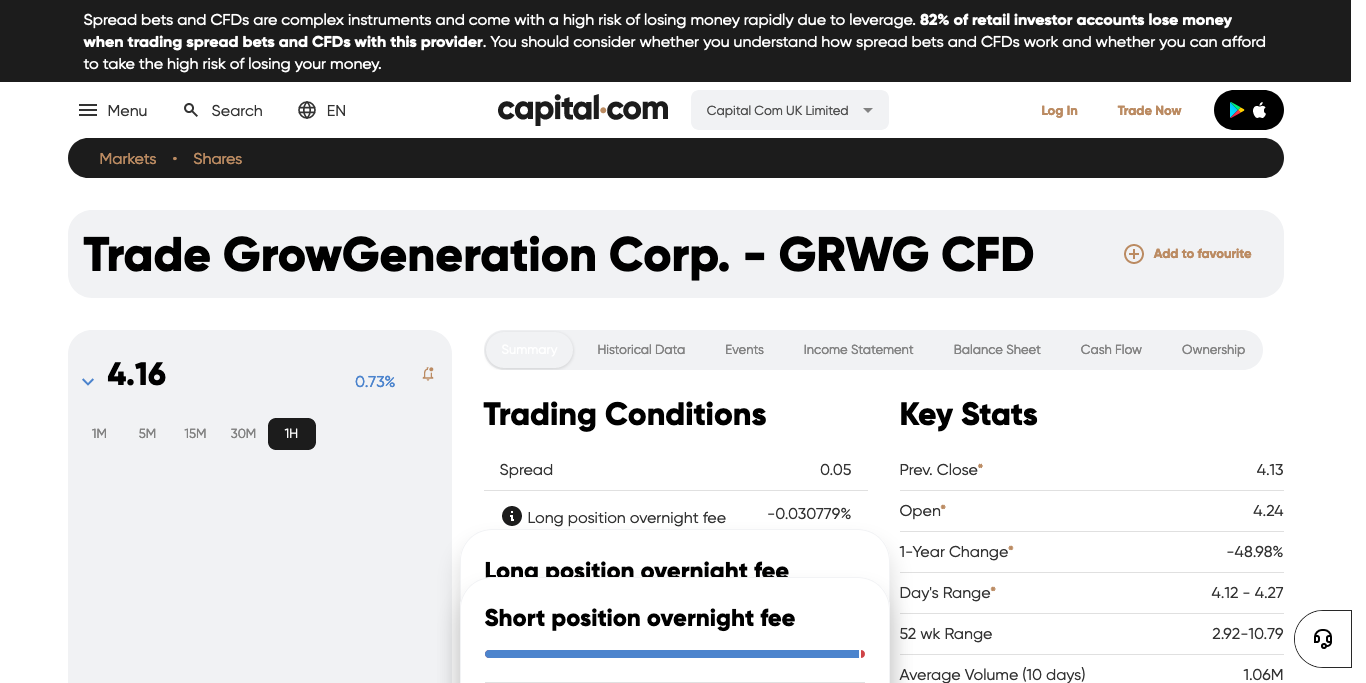 Spread bets and CFDs are complex instruments and come with a high risk of losing money rapidly due to leverage. 82% of retail investor accounts lose money
when trading spread bets and CFDs with this provider. You should consider whether you understand how spread bets and CFDs work and whether you can afford
to take the high risk of losing your money.
Menu Search EN capital.com Capital Com UK Limited Log In Trade Now
Markets • Shares
Trade GrowGeneration Corp. - GRWG CFD Add to favourite
4.16 0.73%
1M 5M 15M 30M 1H
Summary Historical Data Events Income Statement Balance Sheet Cash Flow Ownership
Trading Conditions
Spread 0.05
Long position overnight fee -0.030779%
Long position overnight fee
Short position overnight fee
Key Stats
Prev. Close* 4.13
Open* 4.24
1-Year Change* -48.98%
Day's Range* 4.12 - 4.27
52 wk Range 2.92-10.79
Average Volume (10 days) 1.06M